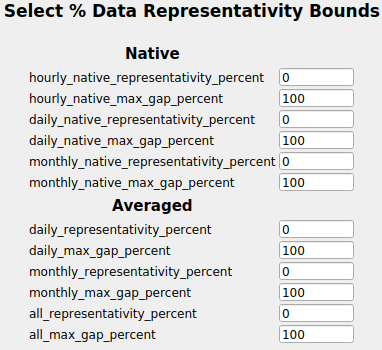 Select % Data Representativity Bounds
Native
hourly_native_representativity_percent 0
hourly_native_max_gap_percent 100
daily_native_representativity_percent 0
daily_native_max_gap_percent 100
monthly_native_representativity_percent 0
monthly_native_max_gap_percent 100
Averaged
daily_representativity_percent 0
daily_max_gap_percent 100
monthly_representativity_percent 0
monthly_max_gap_percent 100
all_representativity_percent 0
all_max_gap_percent 100